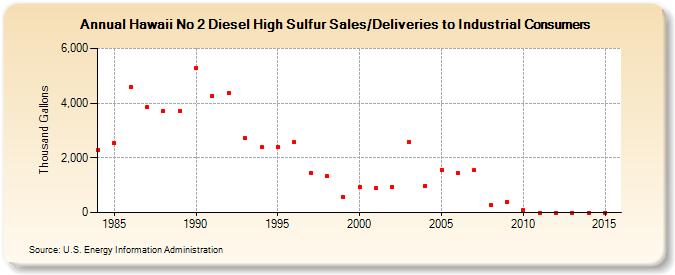 Annual Hawaii No 2 Diesel High Sulfur Sales/Deliveries to Industrial Consumers
Thousand Gallons
6,000
4,000
2,000
0
1985 1990 1995 2000 2005 2010 2015
Source: U.S. Energy Information Administration